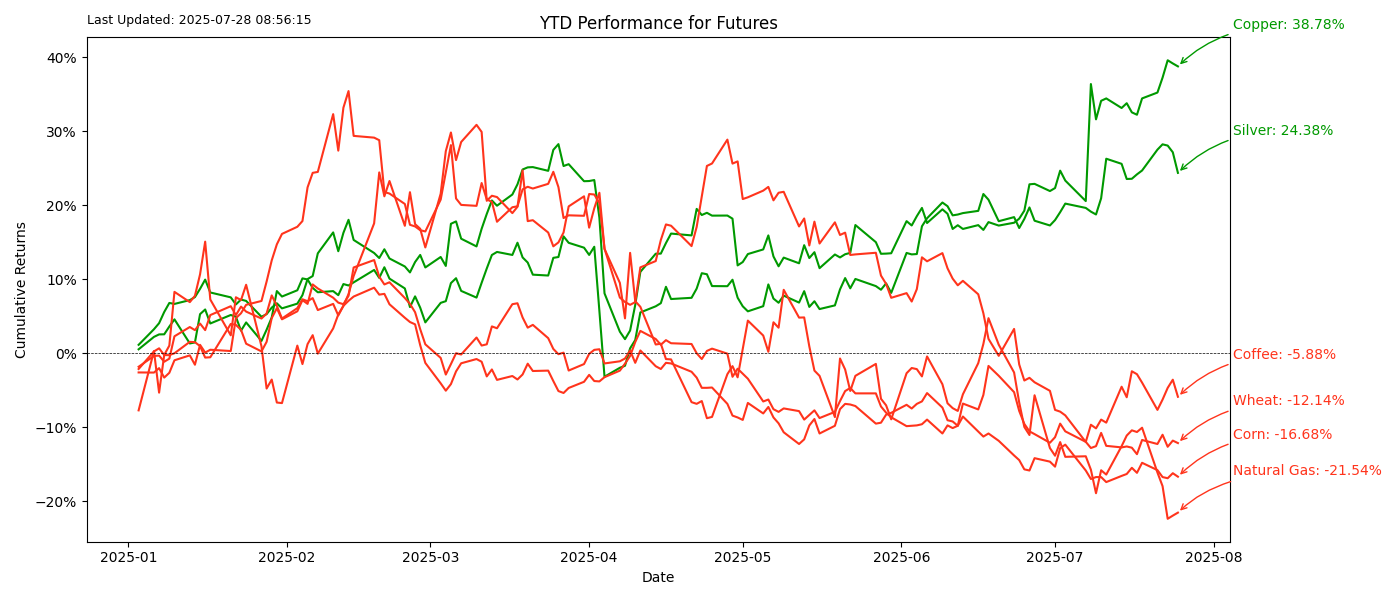 Last Updated: 2025-07-28 08:56:15
YTD Performance for Futures
Copper: 38.78%
Silver: 24.38%
Coffee: -5.88%
Wheat: -12.14%
Corn: -16.68%
Natural Gas: -21.54%
Cumulative Returns
40%
30%
20%
10%
0%
−10%
−20%
2025-01
2025-02
2025-03
2025-04
2025-05
2025-06
2025-07
2025-08
Date